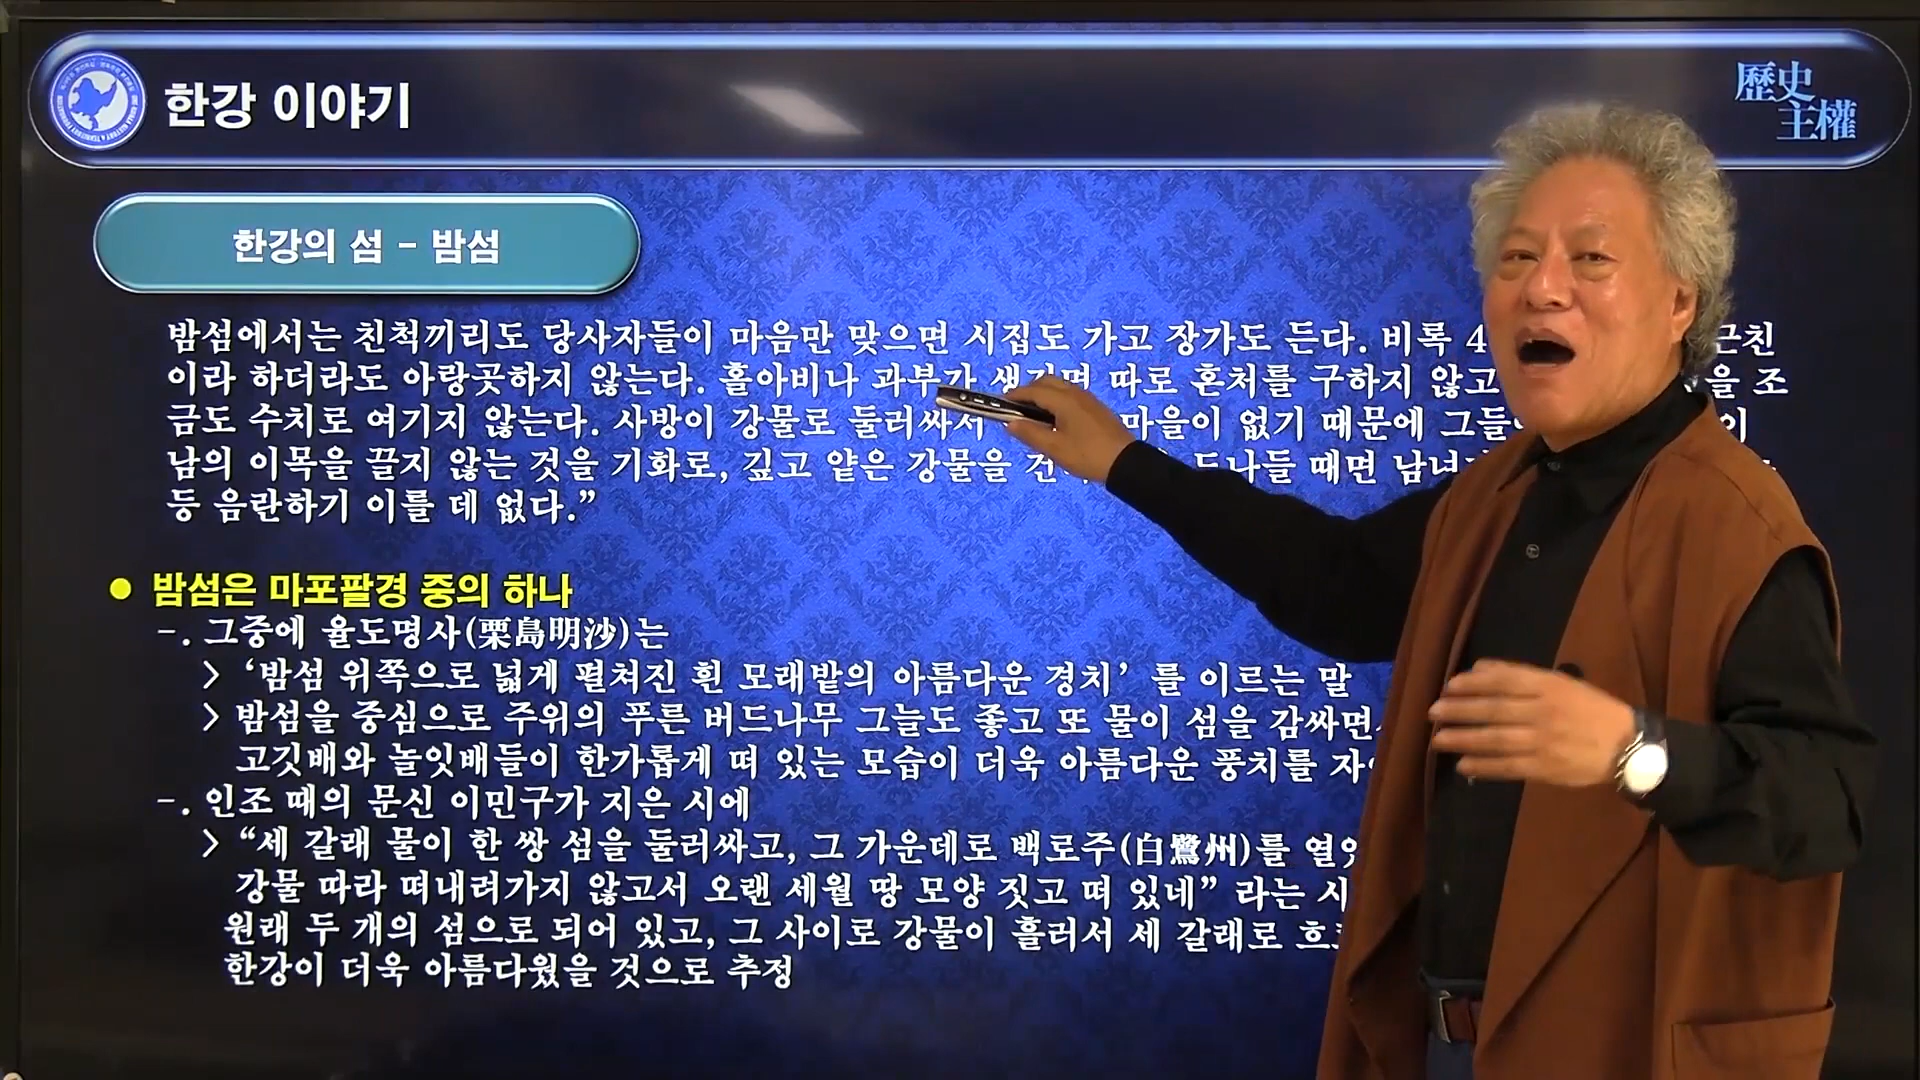 한강 이야기
歷史
主權
한강의 섬 - 밤섬
밤섬에서는 친척끼리도 당사자들이 마음만 맞으면 시집도 가고 장가도 든다. 비록 4 근친
이라 하더라도 아랑곳하지 않는다. 홀아비나 과부가 생기면 따로 혼처를 구하지 않고 을 조
금도 수치로 여기지 않는다. 사방이 강물로 둘러싸서 마을이 없기 때문에 이
남의 이목을 끌지 않는 것을 기화로, 깊고 얕은 강물을 드나들 때면
등 음란하기 이를 데 없다.”
● 밤섬은 마포팔경 중의 하나
-. 그중에 율도명사(栗島明沙)는
> ‘밤섬 위쪽으로 넓게 펼쳐진 흰 모래밭의 아름다운 경치’ 를 이르는 말
> 밤섬을 중심으로 주위의 푸른 버드나무 그늘도 좋고 또 물이 섬을
고깃배와 놀잇배들이 한가롭게 떠 있는 모습이 더욱 아름다운 풍치를
-. 인조 때의 문신 이민구가 지은 시에
> “세 갈래 물이 한 쌍 섬을 둘러싸고, 그 가운데로 백로주(白鷺州)를
강물 따라 떠내려가지 않고서 오랜 세월 땅 모양 짓고 떠 있네” 라는
원래 두 개의 섬으로 되어 있고, 그 사이로 강물이 흘러서 세 갈래로
한강이 더욱 아름다웠을 것으로 추정